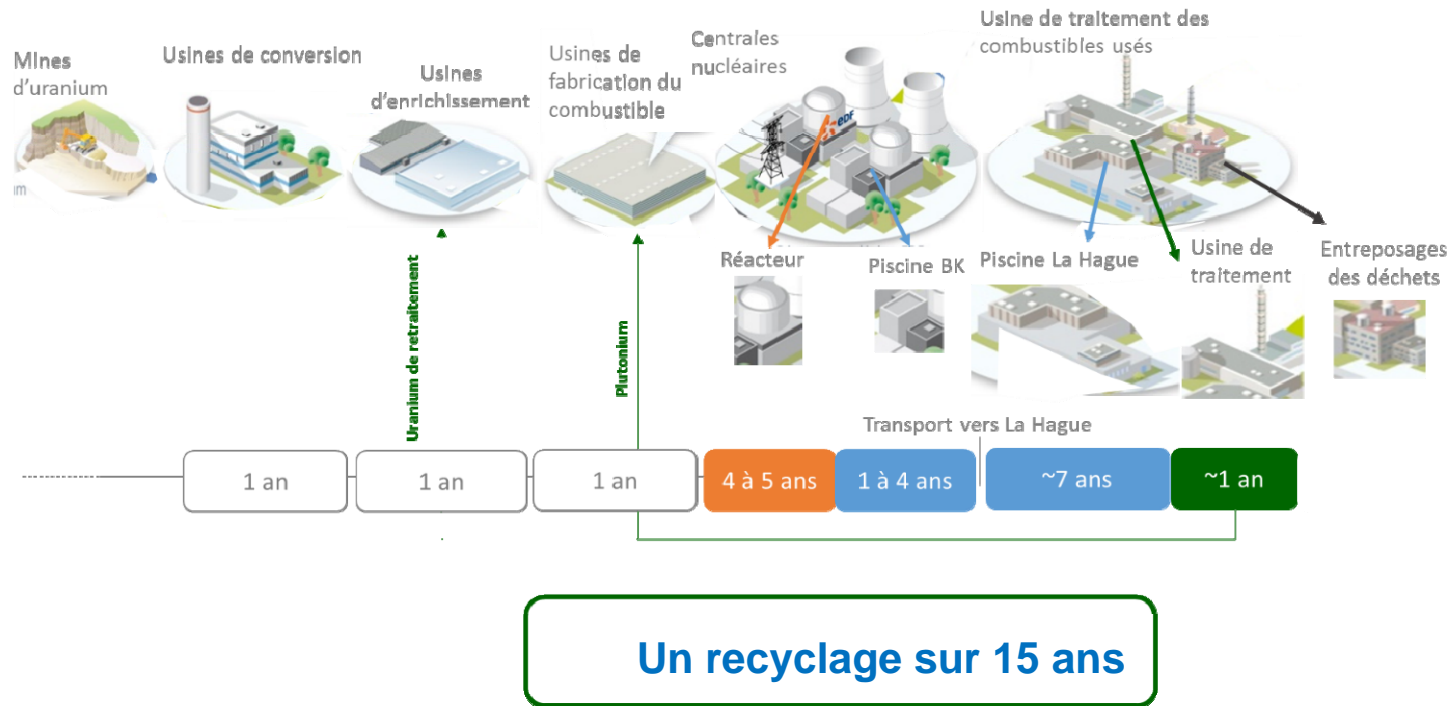 Mines
d'uranium
Usines de conversion
Usines
d'enrichissement
Usines de
fabrication du
combustible
Centrales
nucléaires
Usine de traitement des
combustibles usés
edF
Réacteur
Piscine BK
Piscine La Hague
Usine de
traitement
Entreposages
des déchets
Uranium de retraitement
Plutonium
Transport vers La Hague
1 an
1 an
1 an
4 à 5 ans
1 à 4 ans
~7 ans
~1 an
Un recyclage sur 15 ans